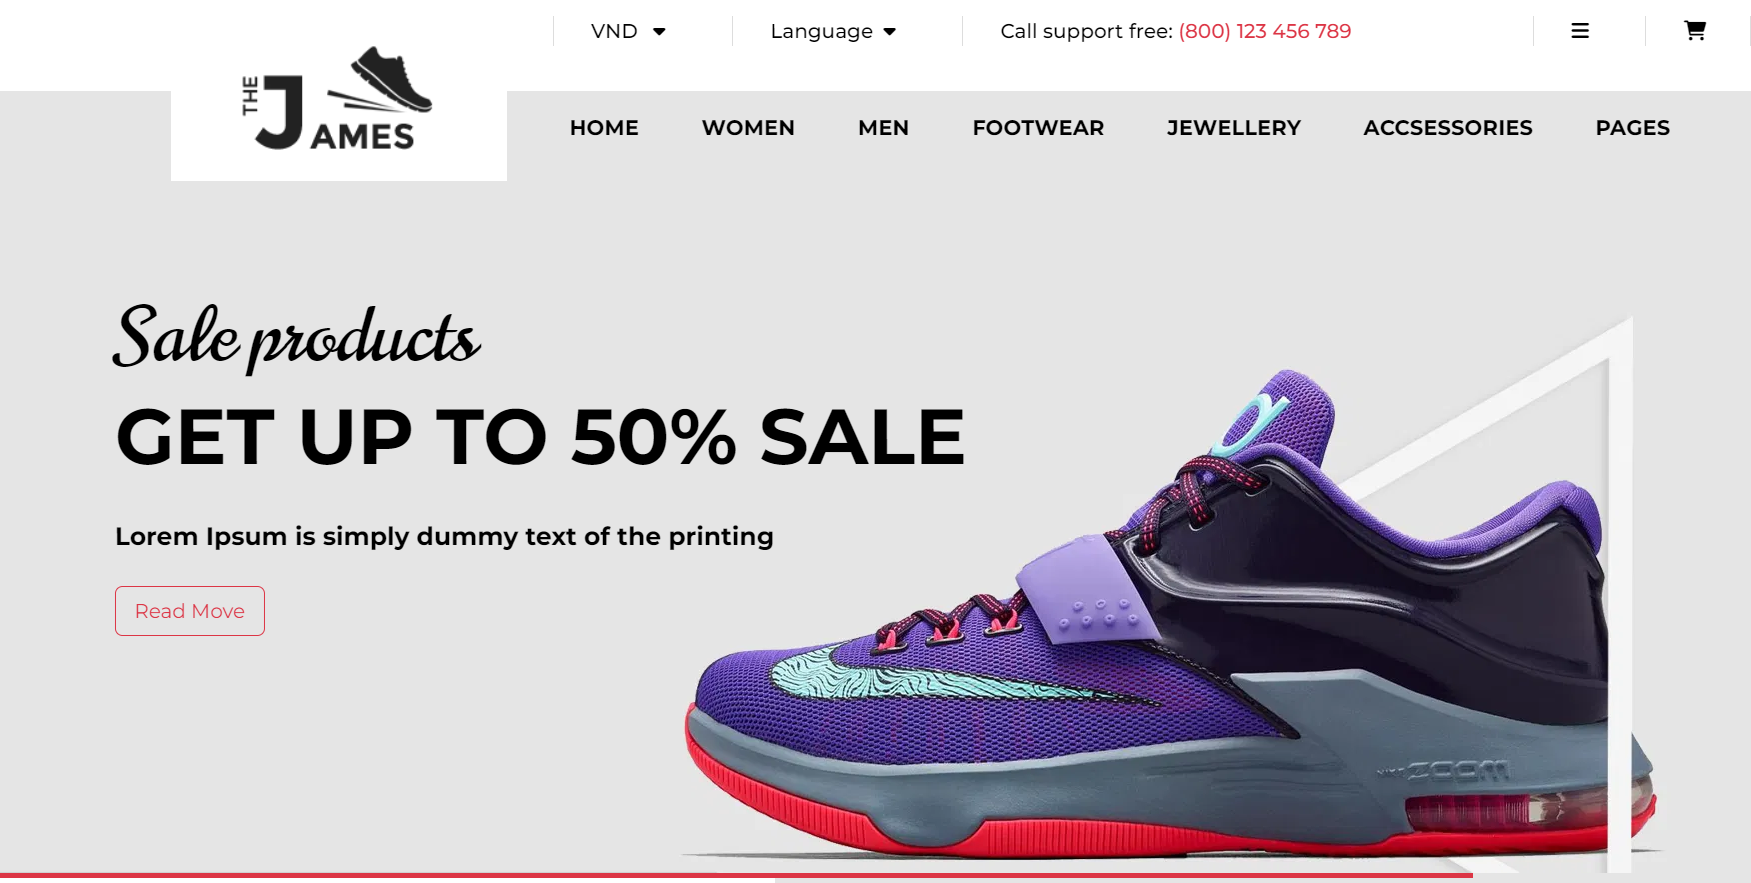 VND
Language
Call support free: (800) 123 456 789
THE
JAMES
HOME WOMEN MEN FOOTWEAR JEWELLERY ACCSESSORIES PAGES
Sale products
GET UP TO 50% SALE
Lorem Ipsum is simply dummy text of the printing
Read Move